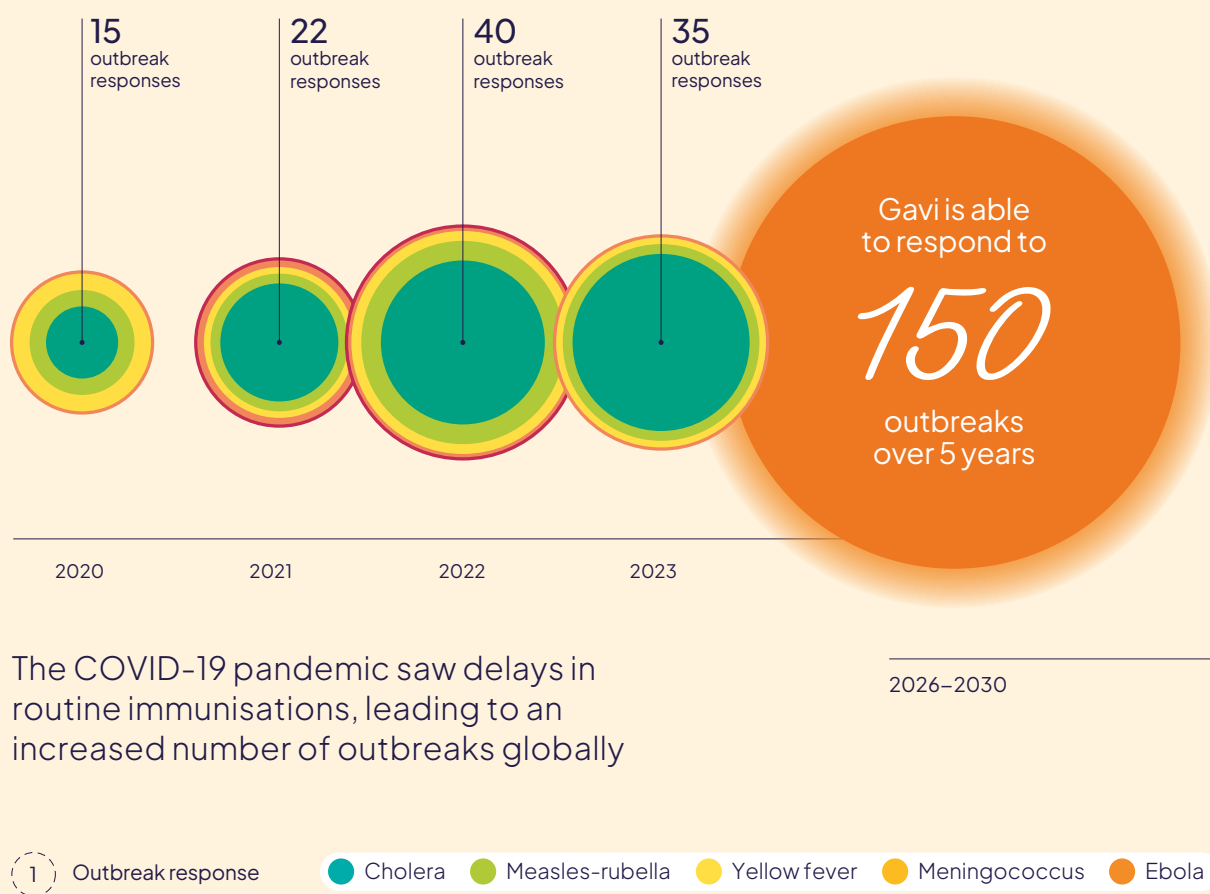 15
outbreak
responses
22
outbreak
responses
40
outbreak
responses
35
outbreak
responses
Gavi is able
to respond to
150
outbreaks
over 5 years
2020
2021
2022
2023
The COVID-19 pandemic saw delays in
routine immunisations, leading to an
increased number of outbreaks globally
2026–2030
1 Outbreak response Cholera Measles-rubella Yellow fever Meningococcus Ebola